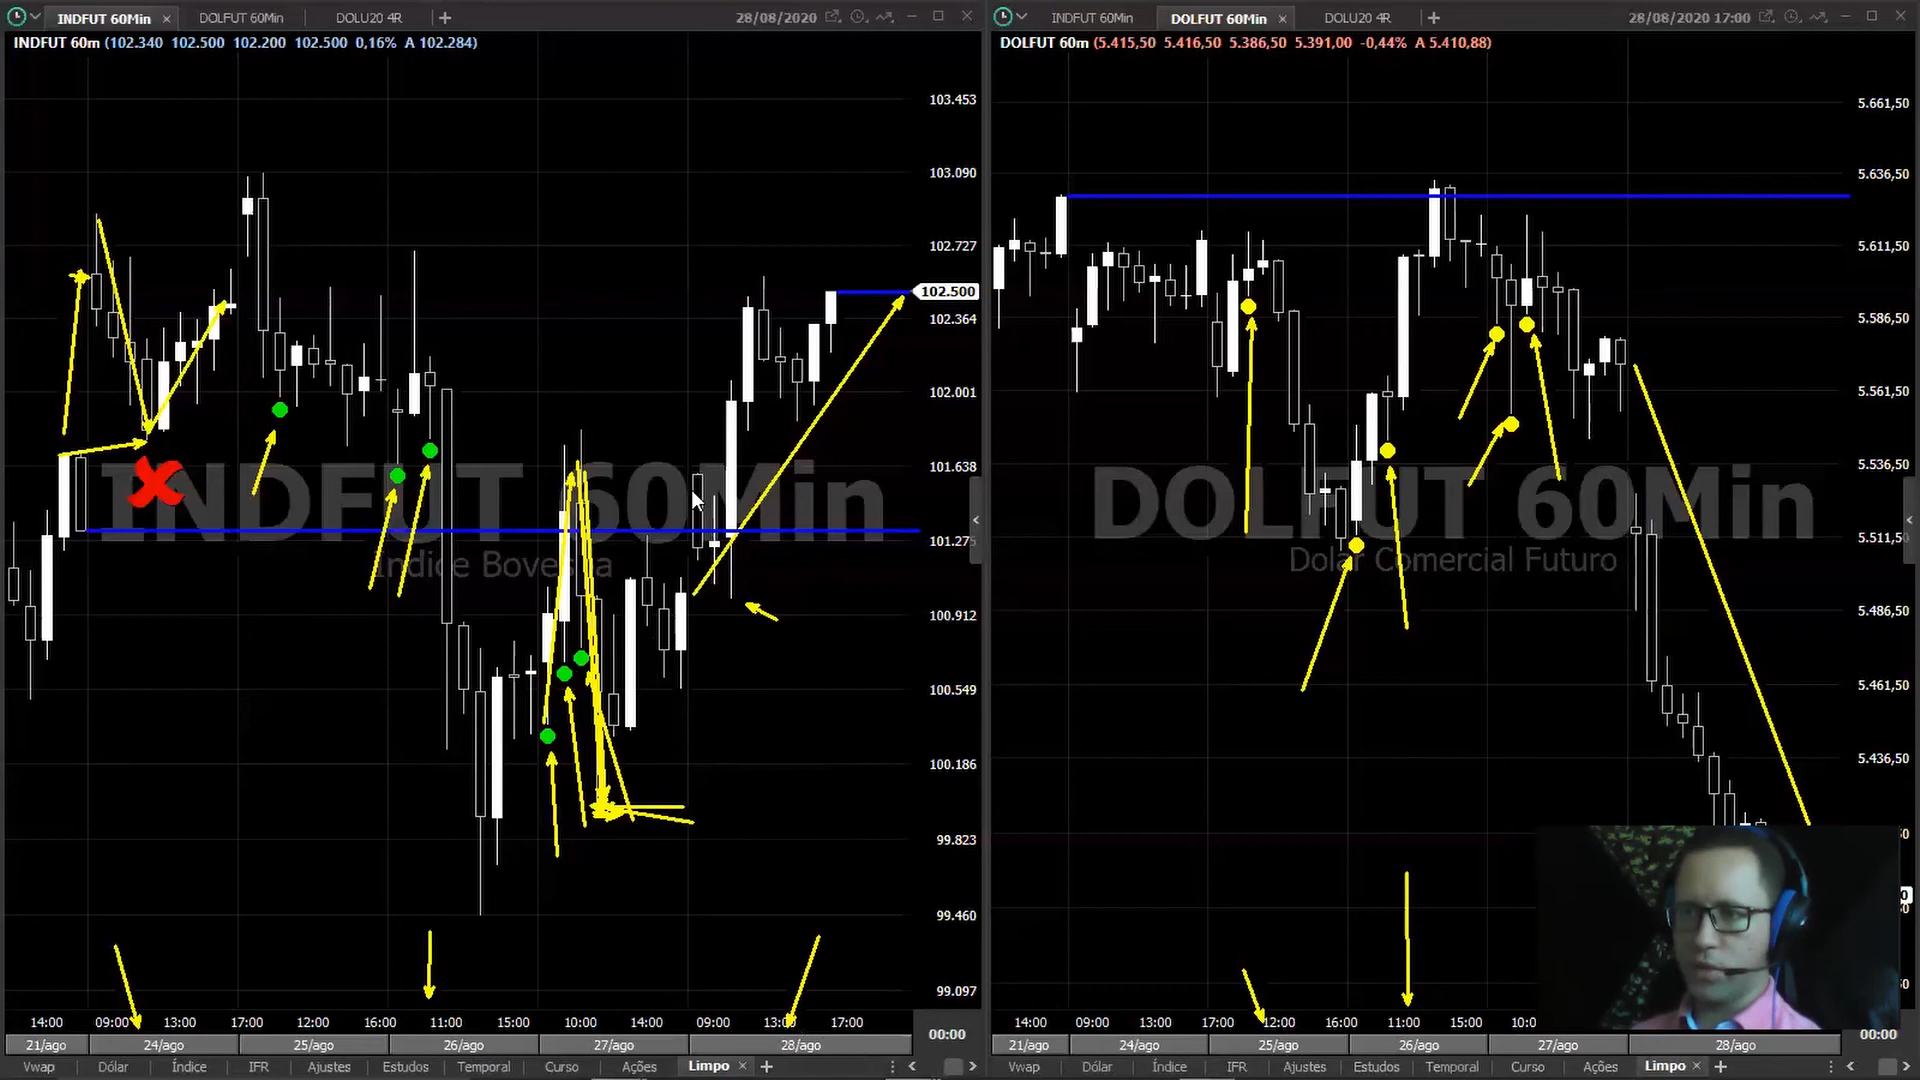 INDFUT 60Min × DOLFUT 60Min DOLU20 4R + 28/08/2020
INDFUT 60m (102.340 102.500 102.200 102.500 0,16% A 102.284)
103.453
103.090
102.727
102.500
102.364
102.001
101.638
101.275
100.912
100.549
100.186
99.823
99.460
99.097
INDFUT 60Min
Índice Bovespa
14:00 09:00 13:00 17:00 12:00 16:00 11:00 15:00 10:00 14:00 09:00 13:00 17:00
00:00
21/ago 24/ago 25/ago 26/ago 27/ago 28/ago
Vwap Dólar Índice IFR Ajustes Estudos Temporal Curso Ações Limpo × +
INDFUT 60Min DOLFUT 60Min × DOLU20 4R + 28/08/2020 17:00
DOLFUT 60m (5.415,50 5.416,50 5.386,50 5.391,00 -0,44% A 5.410,88)
5.661,50
5.636,50
5.611,50
5.586,50
5.561,50
5.536,50
5.511,50
5.486,50
5.461,50
5.436,50
DOLFUT 60Min
Dolar Comercial Futuro
14:00 09:00 13:00 17:00 12:00 16:00 11:00 15:00 10:0
00:00
21/ago 24/ago 25/ago 26/ago 27/ago 28/ago
Vwap Dólar Índice IFR Ajustes Estudos Temporal Curso Ações Limpo × +